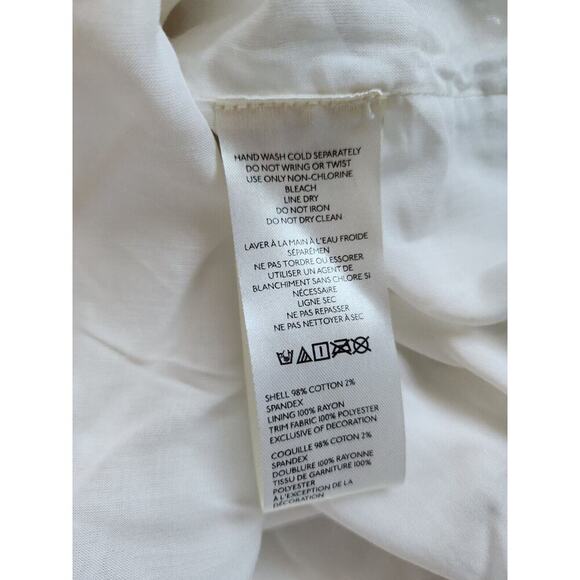 HAND WASH COLD SEPARATELY
DO NOT WRING OR TWIST
USE ONLY NON-CHLORINE
BLEACH
LINE DRY
DO NOT IRON
DO NOT DRY CLEAN
LAVER À LA MAIN À L'EAU FROIDE
SÉPARÉMEN
NE PAS TORDRE OU ESSORER
UTILISER UN AGENT DE
BLANCHIMENT SANS CHLORE SI
NÉCESSAIRE
LIGNE SEC
NE PAS REPASSER
NE PAS NETTOYER À SEC
SHELL 98% COTTON 2%
SPANDEX
LINING 100% RAYON
TRIM FABRIC 100% POLYESTER
EXCLUSIVE OF DECORATION
COQUILLE 98% COTON 2%
SPANDEX
DOUBLURE 100% RAYONNE
TISSU DE GARNITURE 100%
POLYESTER
À L'EXCEPTION DE LA
DÉCORATION